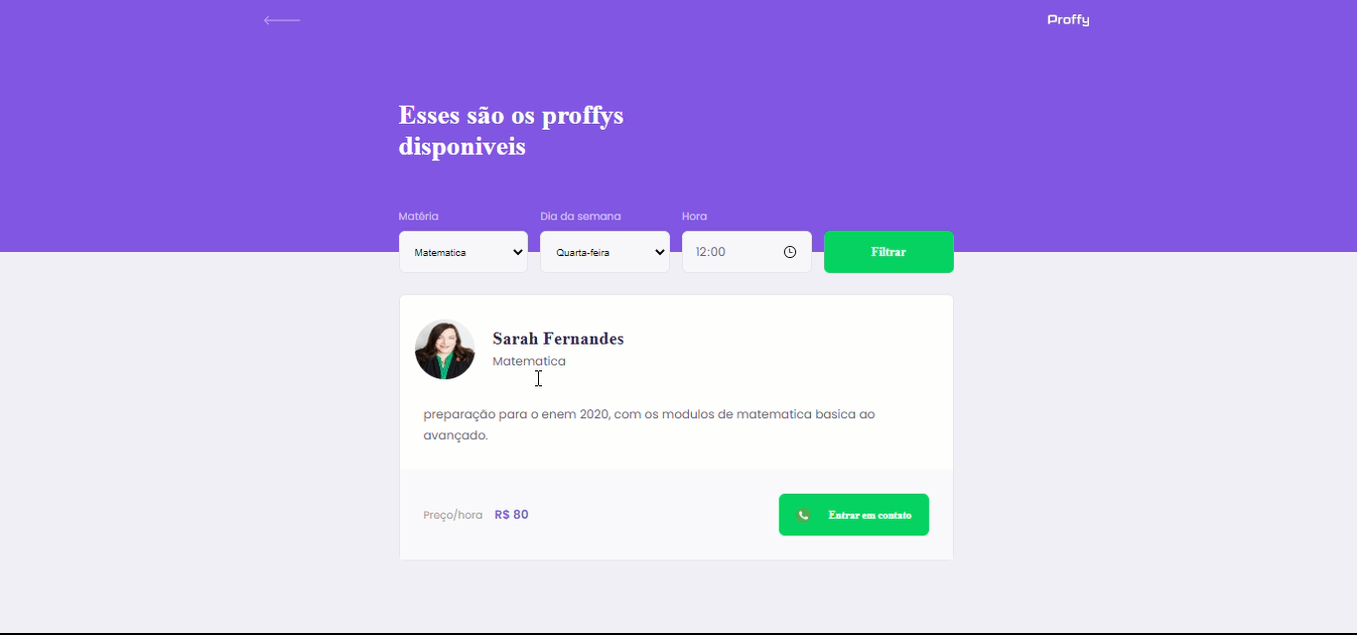 Proffy
Esses são os proffys
disponiveis
Matéria Dia da semana Hora
Matematica Quarta-feira 12:00 Filtrar
Sarah Fernandes
Matematica
preparação para o enem 2020, com os modulos de matematica basica ao
avançado.
Preço/hora R$ 80 Entrar em contato